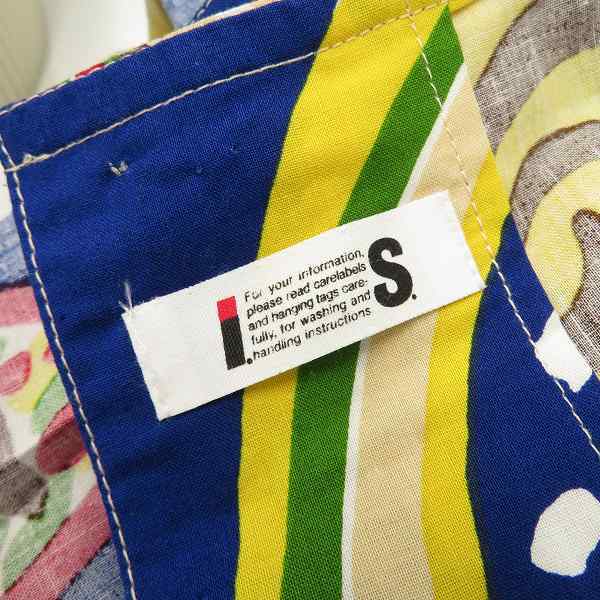 I.
For your information,
please read carelabels
and hanging tags care-
fully, for washing and
handling instructions
S.